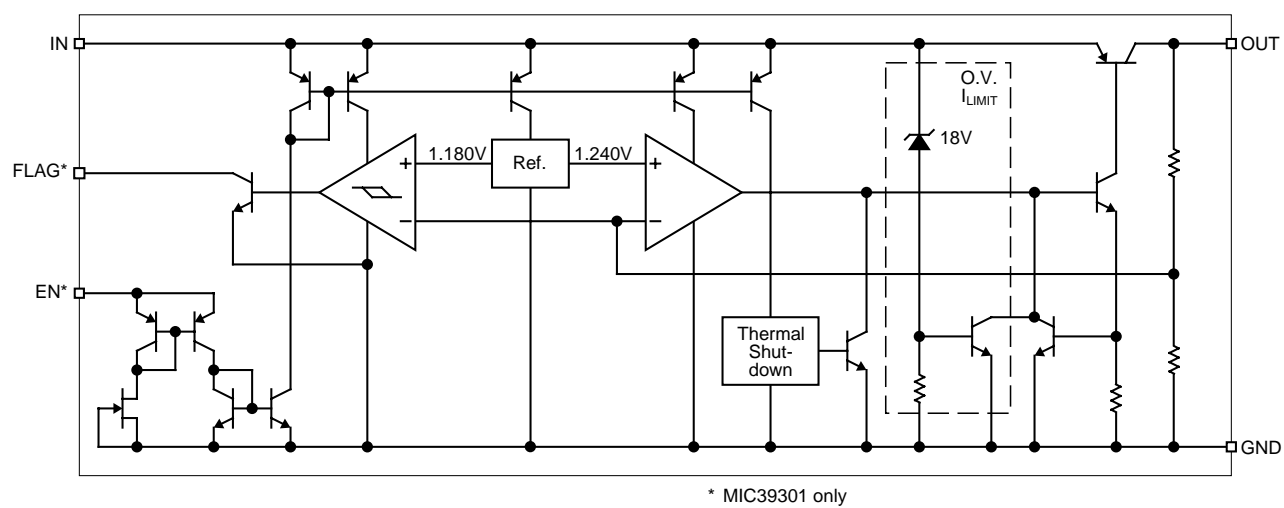 IN
OUT
O.V.
ILIMIT
18V
FLAG*
+
1.180V
Ref.
1.240V
+
−
−
EN*
Thermal
Shut-
down
GND
* MIC39301 only